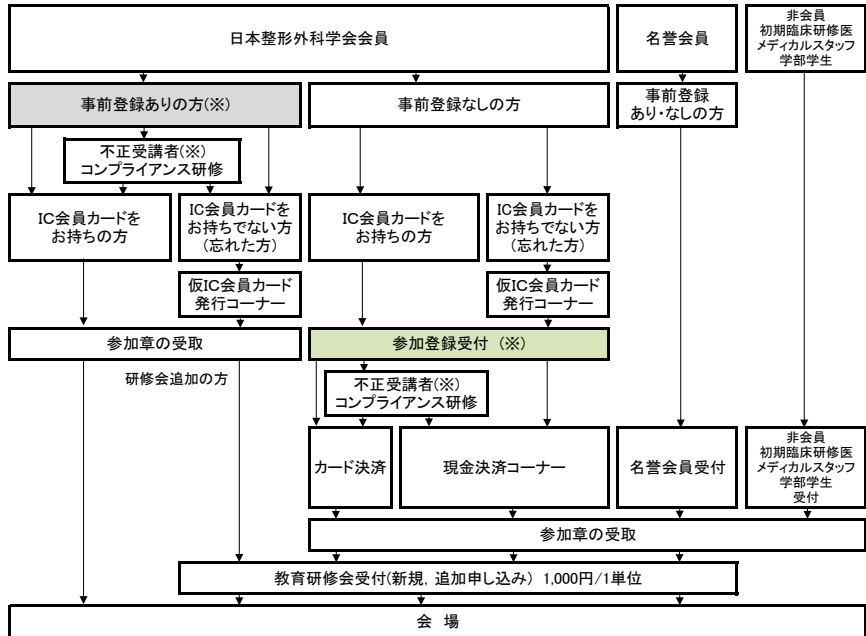 日本整形外科学会会員
名誉会員
非会員
初期臨床研修医
メディカルスタッフ
学部学生
事前登録ありの方(※)
事前登録なしの方
事前登録
あり・なしの方
不正受講者(※)
コンプライアンス研修
IC会員カードを
お持ちの方
IC会員カードを
お持ちでない方
(忘れた方)
IC会員カードを
お持ちの方
IC会員カードを
お持ちでない方
(忘れた方)
仮IC会員カード
発行コーナー
仮IC会員カード
発行コーナー
参加章の受取
参加登録受付 (※)
研修会追加の方
不正受講者(※)
コンプライアンス研修
カード決済
現金決済コーナー
名誉会員受付
非会員
初期臨床研修医
メディカルスタッフ
学部学生
受付
参加章の受取
教育研修会受付(新規, 追加申し込み) 1,000円/1単位
会 場